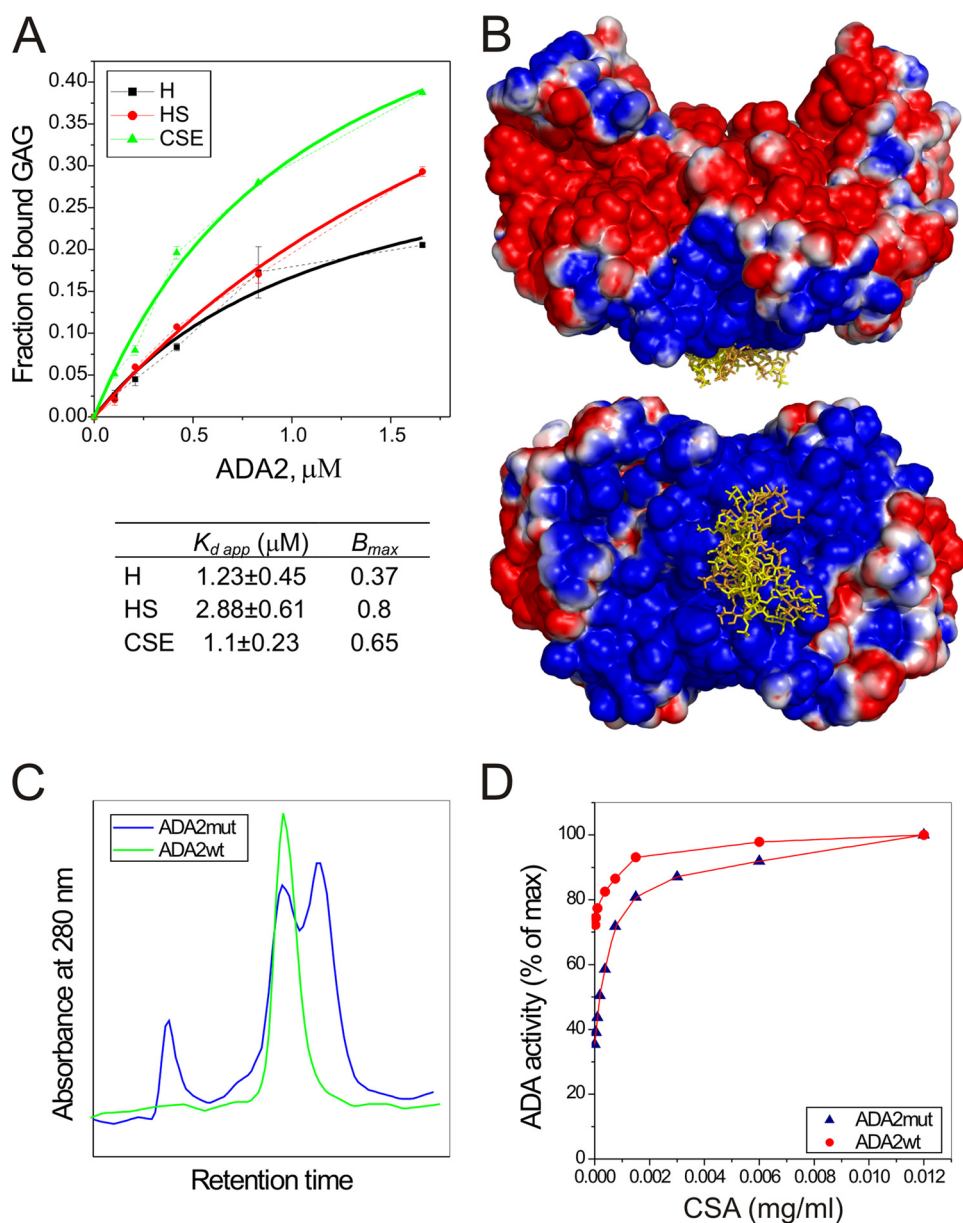 A
H
HS
CSE
0.40
0.35
0.30
0.25
0.20
0.15
0.10
0.05
0.00
Fraction of bound GAG
0.0 0.5 1.0 1.5
ADA2, μM
K_d app (μM) B_max
H 1.23±0.45 0.37
HS 2.88±0.61 0.8
CSE 1.1±0.23 0.65
B
C
ADA2mut
ADA2wt
Absorbance at 280 nm
Retention time
D
100
80
60
40
20
0
ADA activity (% of max)
ADA2mut
ADA2wt
0.000 0.002 0.004 0.006 0.008 0.010 0.012
CSA (mg/ml)